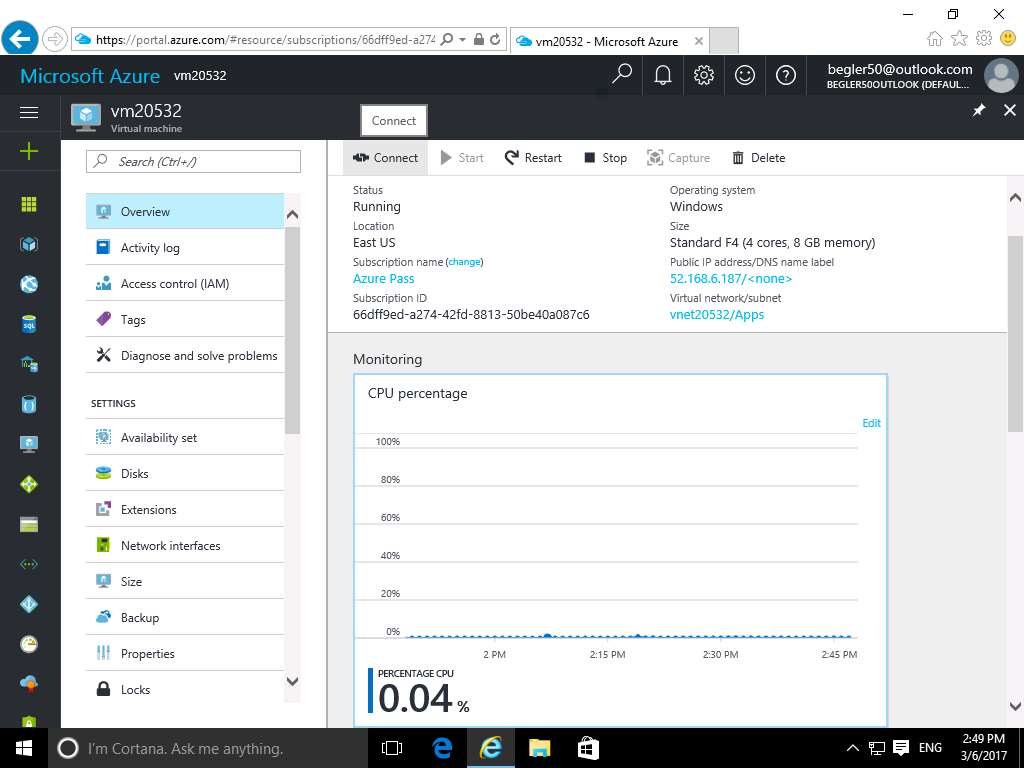 https://portal.azure.com/#resource/subscriptions/66dff9ed-a274
vm20532 - Microsoft Azure
Microsoft Azure vm20532
begler50@outlook.com
BEGLER50OUTLOOK (DEFAUL...
vm20532
Virtual machine
Connect
Search (Ctrl+/)
Connect Start Restart Stop Capture Delete
Overview
Activity log
Access control (IAM)
Tags
Diagnose and solve problems
SETTINGS
Availability set
Disks
Extensions
Network interfaces
Size
Backup
Properties
Locks
SQL
Status
Running
Location
East US
Subscription name (change)
Azure Pass
Subscription ID
66dff9ed-a274-42fd-8813-50be40a087c6
Operating system
Windows
Size
Standard F4 (4 cores, 8 GB memory)
Public IP address/DNS name label
52.168.6.187/<none>
Virtual network/subnet
vnet20532/Apps
Monitoring
CPU percentage
Edit
100%
80%
60%
40%
20%
0%
2 PM 2:15 PM 2:30 PM 2:45 PM
PERCENTAGE CPU
0.04 %
I'm Cortana. Ask me anything.
ENG
2:49 PM
3/6/2017